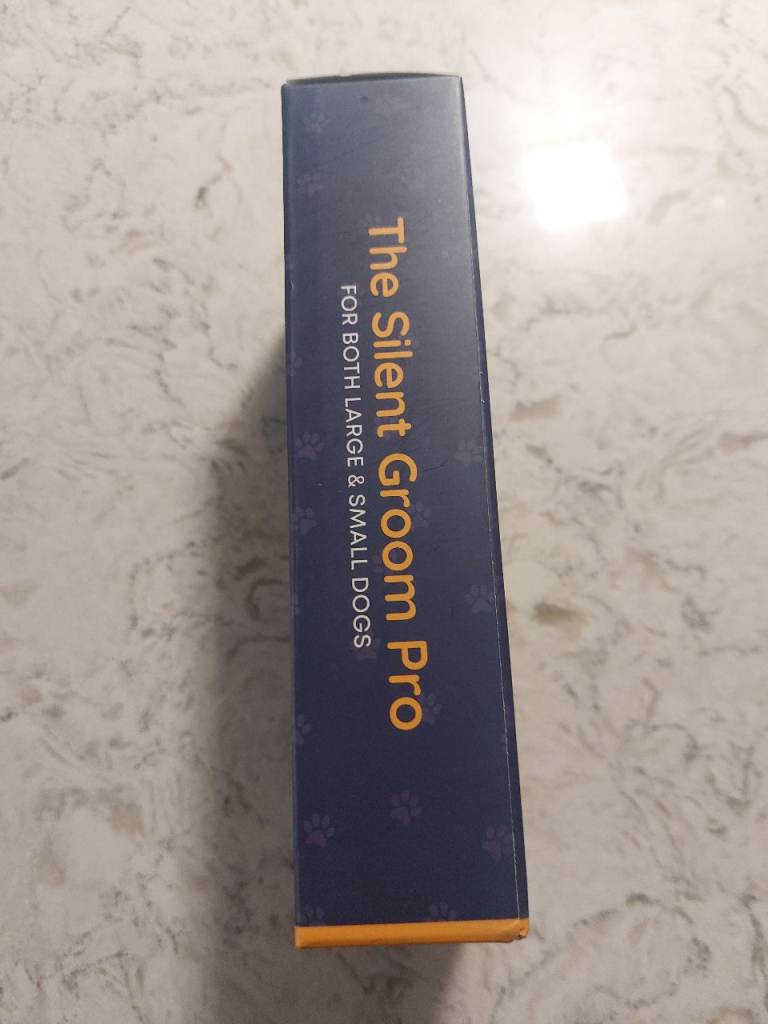 The Silent Groom Pro
FOR BOTH LARGE & SMALL DOGS